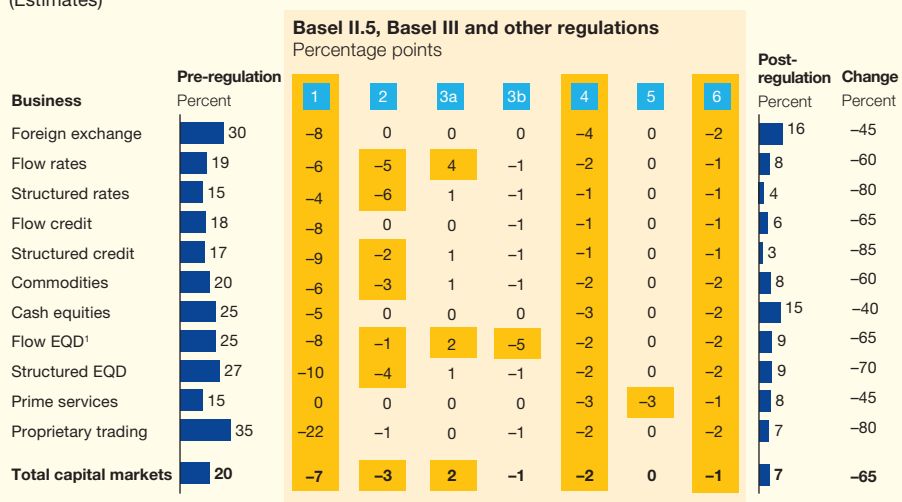 (Estimates)
Basel II.5, Basel III and other regulations
Percentage points
Business Pre-regulation Percent 1 2 3a 3b 4 5 6 Post-regulation Percent Change Percent
Foreign exchange 30 –8 0 0 0 –4 0 –2 16 –45
Flow rates 19 –6 –5 4 –1 –2 0 –1 8 –60
Structured rates 15 –4 –6 1 –1 –1 0 –1 4 –80
Flow credit 18 –8 0 0 –1 –1 0 –1 6 –65
Structured credit 17 –9 –2 1 –1 –1 0 –1 3 –85
Commodities 20 –6 –3 1 –1 –2 0 –2 8 –60
Cash equities 25 –5 0 0 0 –3 0 –2 15 –40
Flow EQD¹ 25 –8 –1 2 –5 –2 0 –2 9 –65
Structured EQD 27 –10 –4 1 –1 –2 0 –2 9 –70
Prime services 15 0 0 0 0 –3 –3 –1 8 –45
Proprietary trading 35 –22 –1 0 –1 –2 0 –2 7 –80
Total capital markets 20 –7 –3 2 –1 –2 0 –1 7 –65